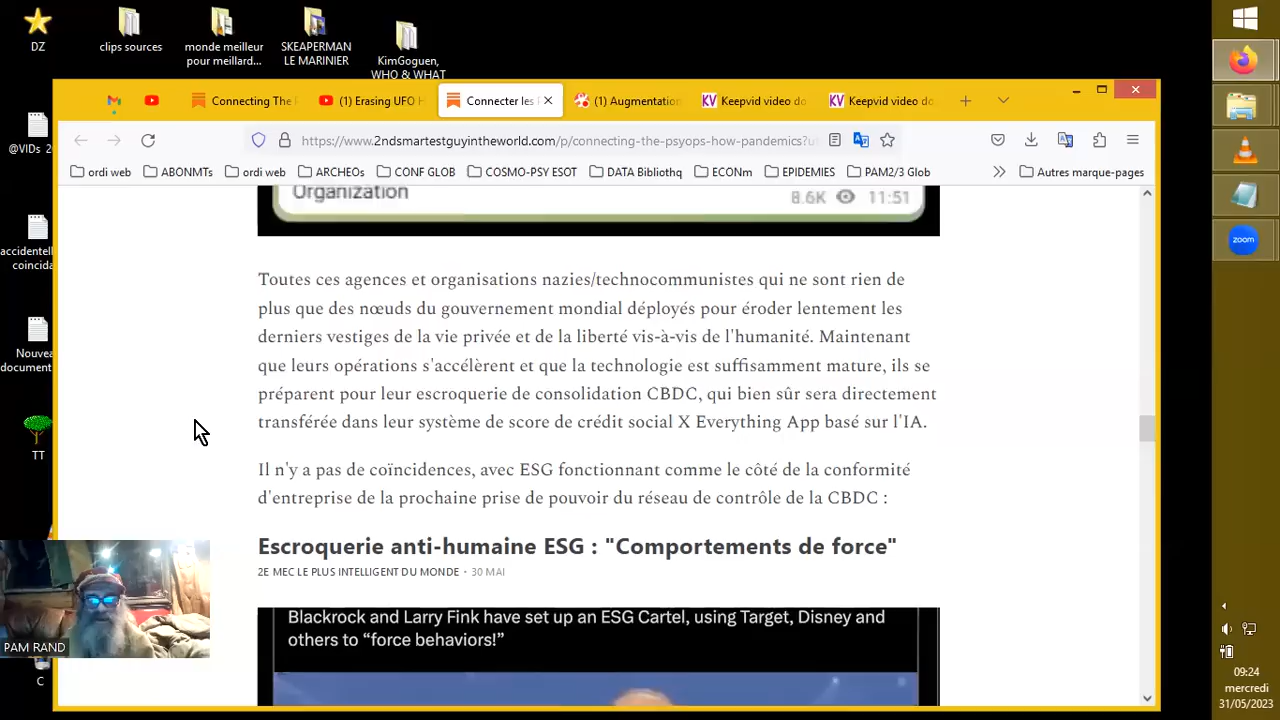 DZ
clips sources
monde meilleur
pour meillard...
SKEAPERMAN
LE MARINIER
KimGoguen,
WHO & WHAT
@VIDs 2
accidentell
coincida
Nouvea
document
TT
C
Connecting The
(1) Erasing UFO H
Connecter les
(1) Augmentation
Keepvid video do
Keepvid video do
https://www.2ndsmartestguyintheworld.com/p/connecting-the-psyops-how-pandemics?u
ordi web
ABONMTs
ordi web
ARCHEOs
CONF GLOB
COSMO-PSY ESOT
DATA Bibliothq
ECONm
EPIDEMIES
PAM2/3 Glob
Autres marque-pages
Organization
8.6K 11:51
Toutes ces agences et organisations nazies/technocommunistes qui ne sont rien de
plus que des nœuds du gouvernement mondial déployés pour éroder lentement les
derniers vestiges de la vie privée et de la liberté vis-à-vis de l'humanité. Maintenant
que leurs opérations s'accélèrent et que la technologie est suffisamment mature, ils se
préparent pour leur escroquerie de consolidation CBDC, qui bien sûr sera directement
transférée dans leur système de score de crédit social X Everything App basé sur l'IA.
Il n'y a pas de coïncidences, avec ESG fonctionnant comme le côté de la conformité
d'entreprise de la prochaine prise de pouvoir du réseau de contrôle de la CBDC :
Escroquerie anti-humaine ESG : "Comportements de force"
2E MEC LE PLUS INTELLIGENT DU MONDE • 30 MAI
Blackrock and Larry Fink have set up an ESG Cartel, using Target, Disney and
others to “force behaviors!”
PAM RAND
zoom
09:24
mercredi
31/05/2023